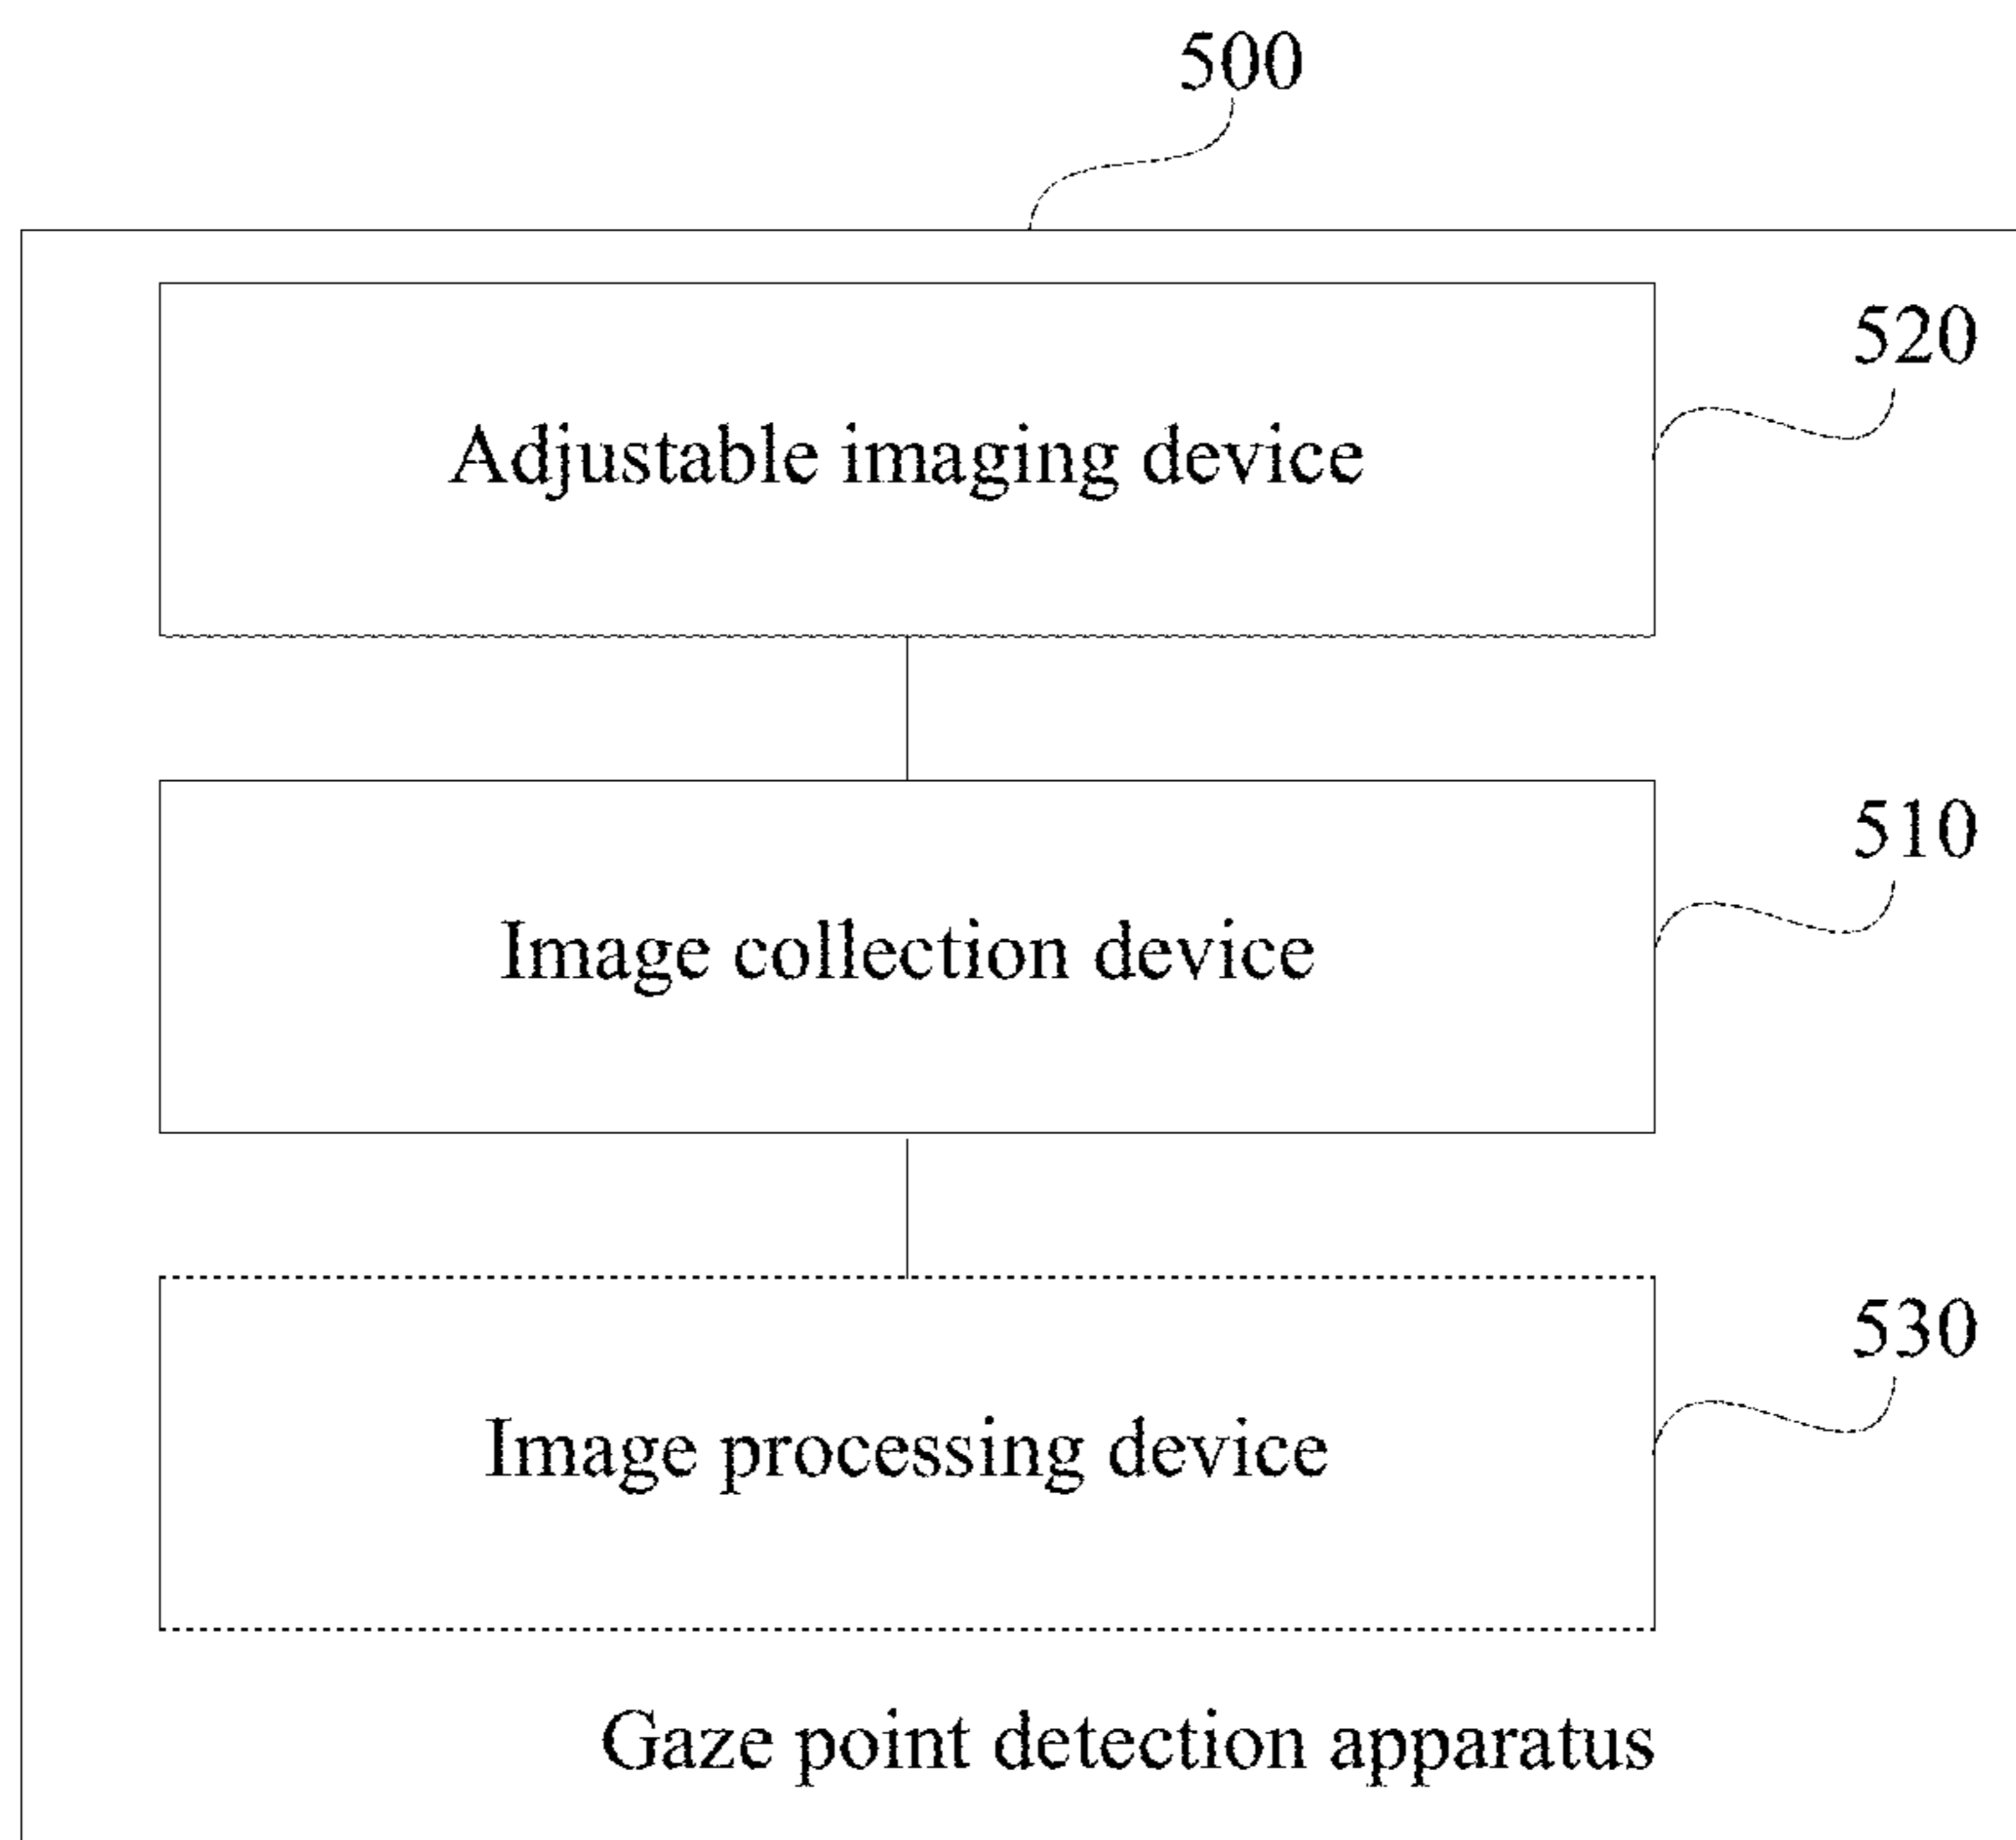 500
520
Adjustable imaging device
510
Image collection device
530
Image processing device
Gaze point detection apparatus